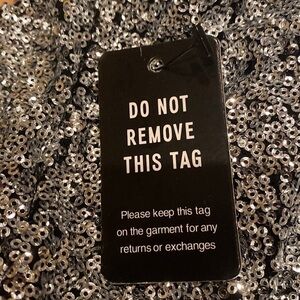 DO NOT
REMOVE
THIS TAG
Please keep this tag
on the garment for any
returns or exchanges